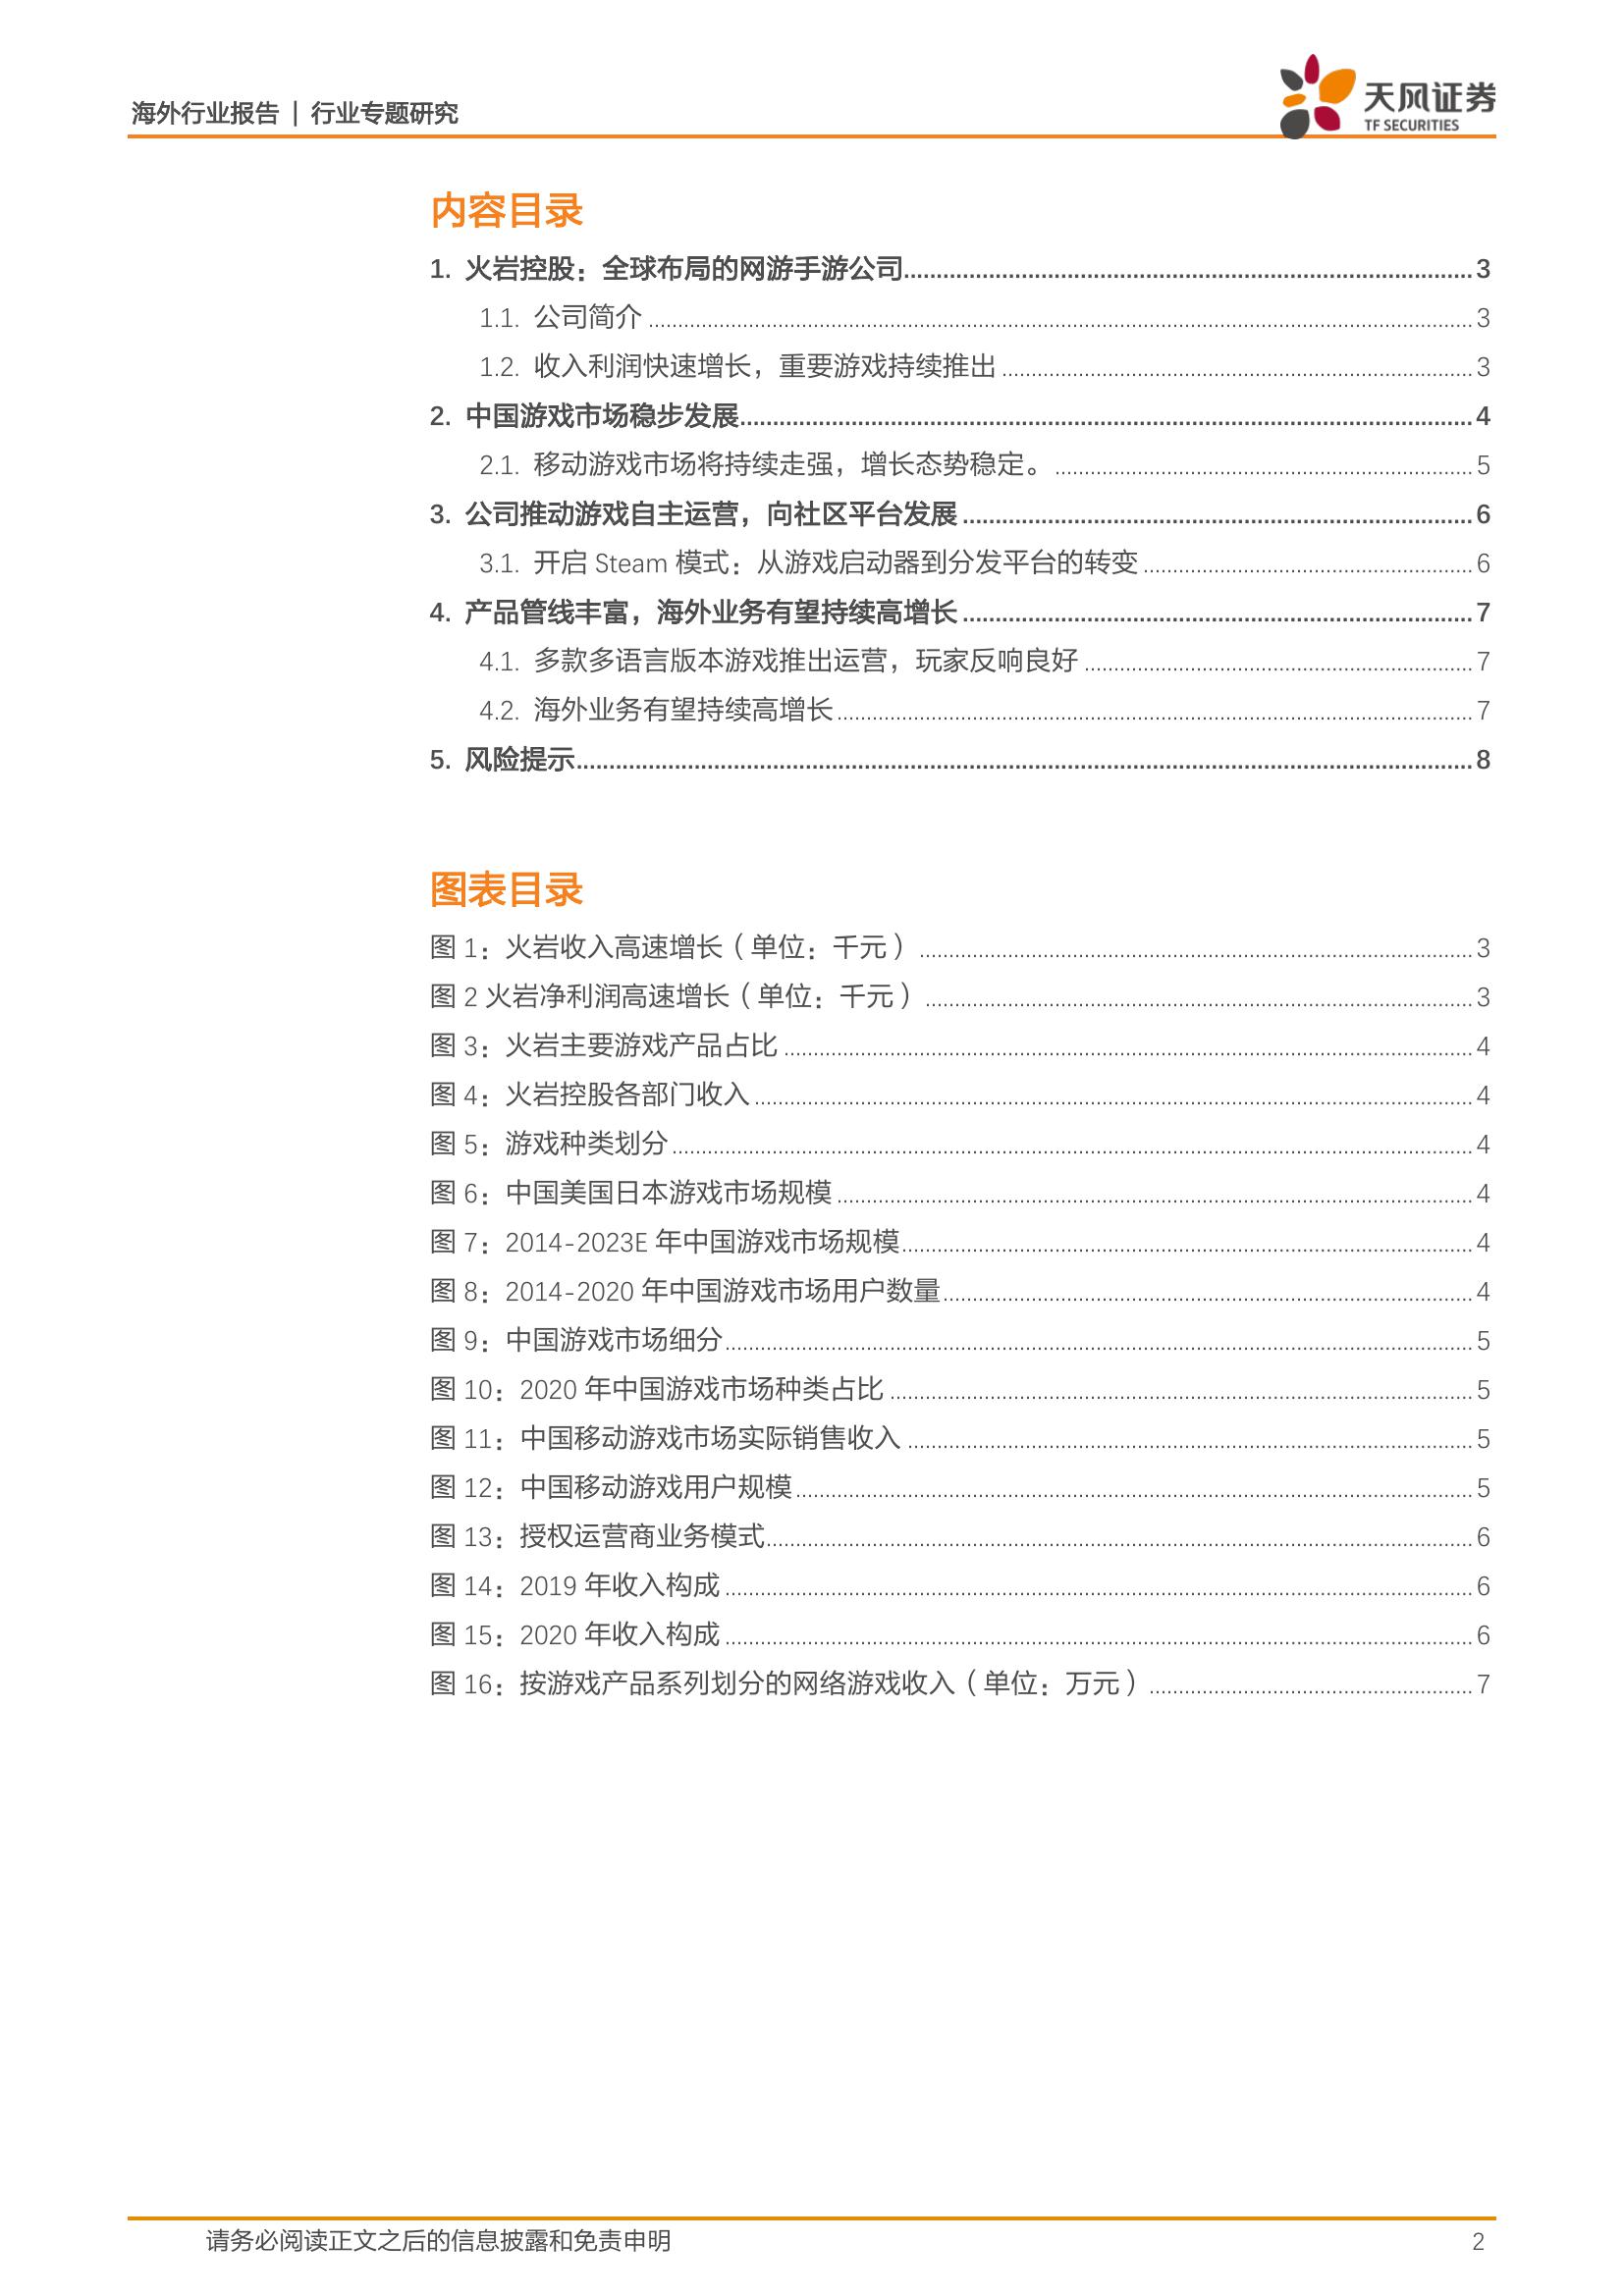 海外行业报告 | 行业专题研究
天风证券
TF SECURITIES
内容目录
1. 火岩控股：全球布局的网游手游公司 3
1.1. 公司简介 3
1.2. 收入利润快速增长，重要游戏持续推出 3
2. 中国游戏市场稳步发展 4
2.1. 移动游戏市场将持续走强，增长态势稳定。 5
3. 公司推动游戏自主运营，向社区平台发展 6
3.1. 开启 Steam 模式：从游戏启动器到分发平台的转变 6
4. 产品管线丰富，海外业务有望持续高增长 7
4.1. 多款多语言版本游戏推出运营，玩家反响良好 7
4.2. 海外业务有望持续高增长 7
5. 风险提示 8
图表目录
图 1：火岩收入高速增长（单位：千元） 3
图 2 火岩净利润高速增长（单位：千元） 3
图 3：火岩主要游戏产品占比 4
图 4：火岩控股各部门收入 4
图 5：游戏种类划分 4
图 6：中国美国日本游戏市场规模 4
图 7：2014-2023E 年中国游戏市场规模 4
图 8：2014-2020 年中国游戏市场用户数量 4
图 9：中国游戏市场细分 5
图 10：2020 年中国游戏市场种类占比 5
图 11：中国移动游戏市场实际销售收入 5
图 12：中国移动游戏用户规模 5
图 13：授权运营商业务模式 6
图 14：2019 年收入构成 6
图 15：2020 年收入构成 6
图 16：按游戏产品系列划分的网络游戏收入（单位：万元） 7
请务必阅读正文之后的信息披露和免责申明 2